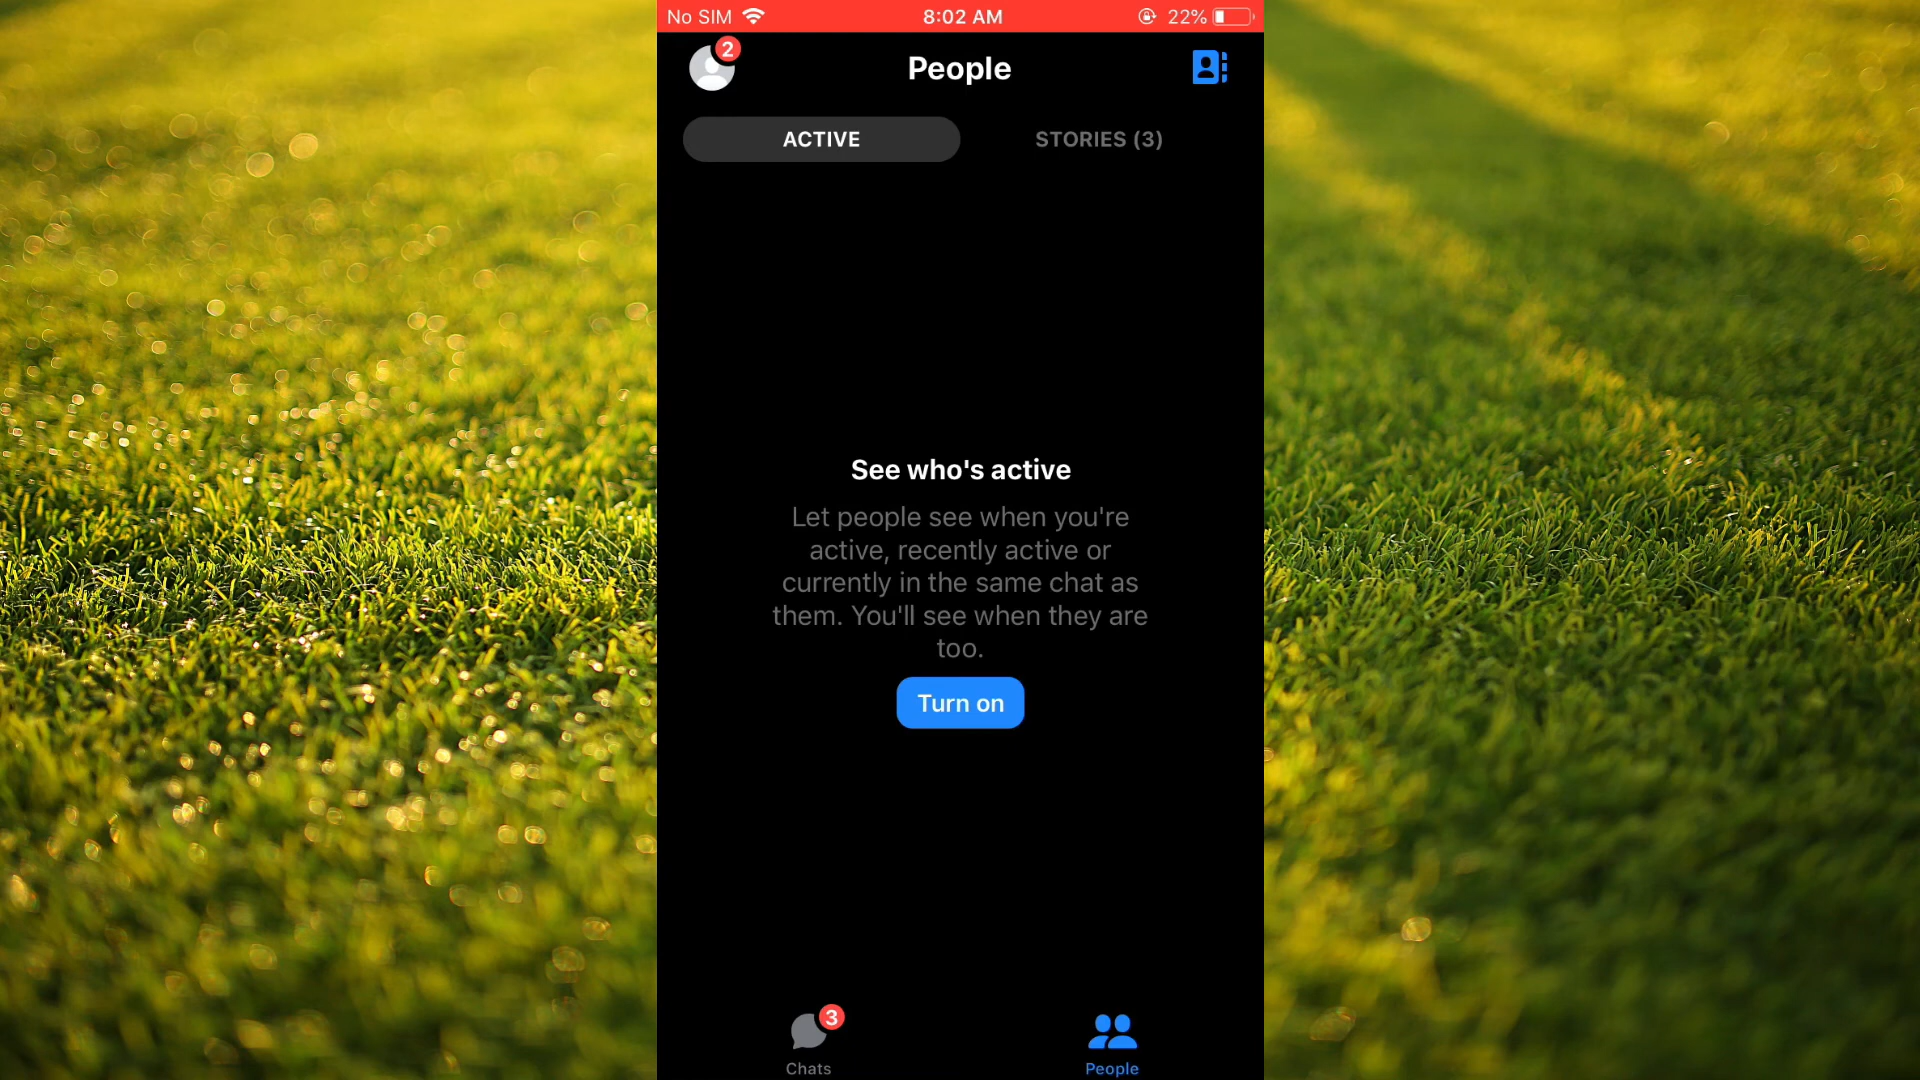 No SIM 8:02 AM 22%
2
People
ACTIVE STORIES (3)
See who's active
Let people see when you're
active, recently active or
currently in the same chat as
them. You'll see when they are
too.
Turn on
3
Chats People